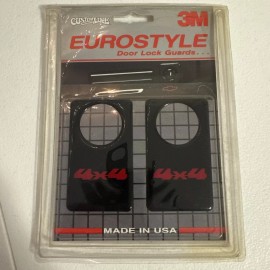 CUSTOMLINE 3M
EUROSTYLE
Door Lock Guards
4x4 4x4
MADE IN USA